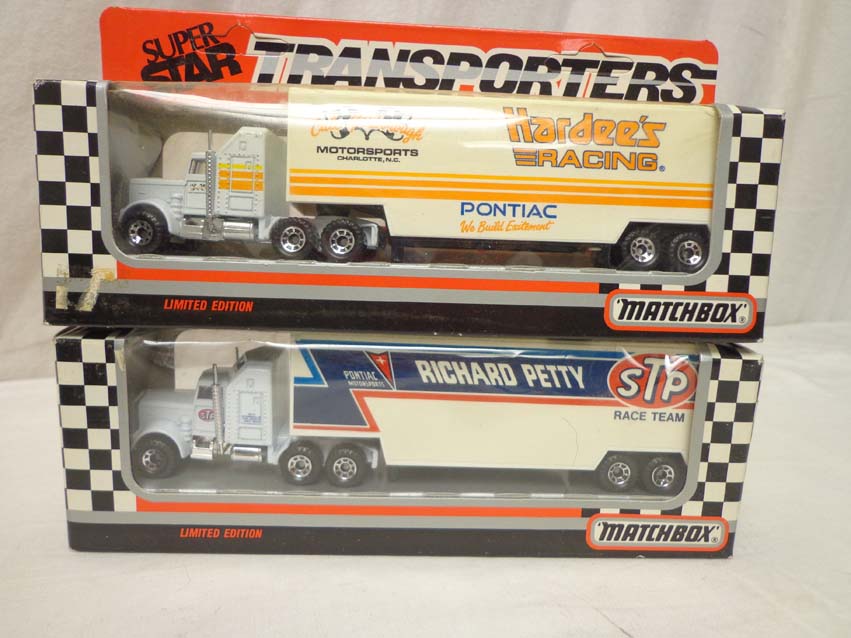 SUPER
STAR
TRANSPORTERS
MOTORSPORTS
CHARLOTTE, N.C.
Hardee's
RACING®
PONTIAC
We Build Excitement
LIMITED EDITION
"MATCHBOX"®
PONTIAC
MOTORSPORTS
RICHARD PETTY
STP
RACE TEAM
STP
LIMITED EDITION
"MATCHBOX"®